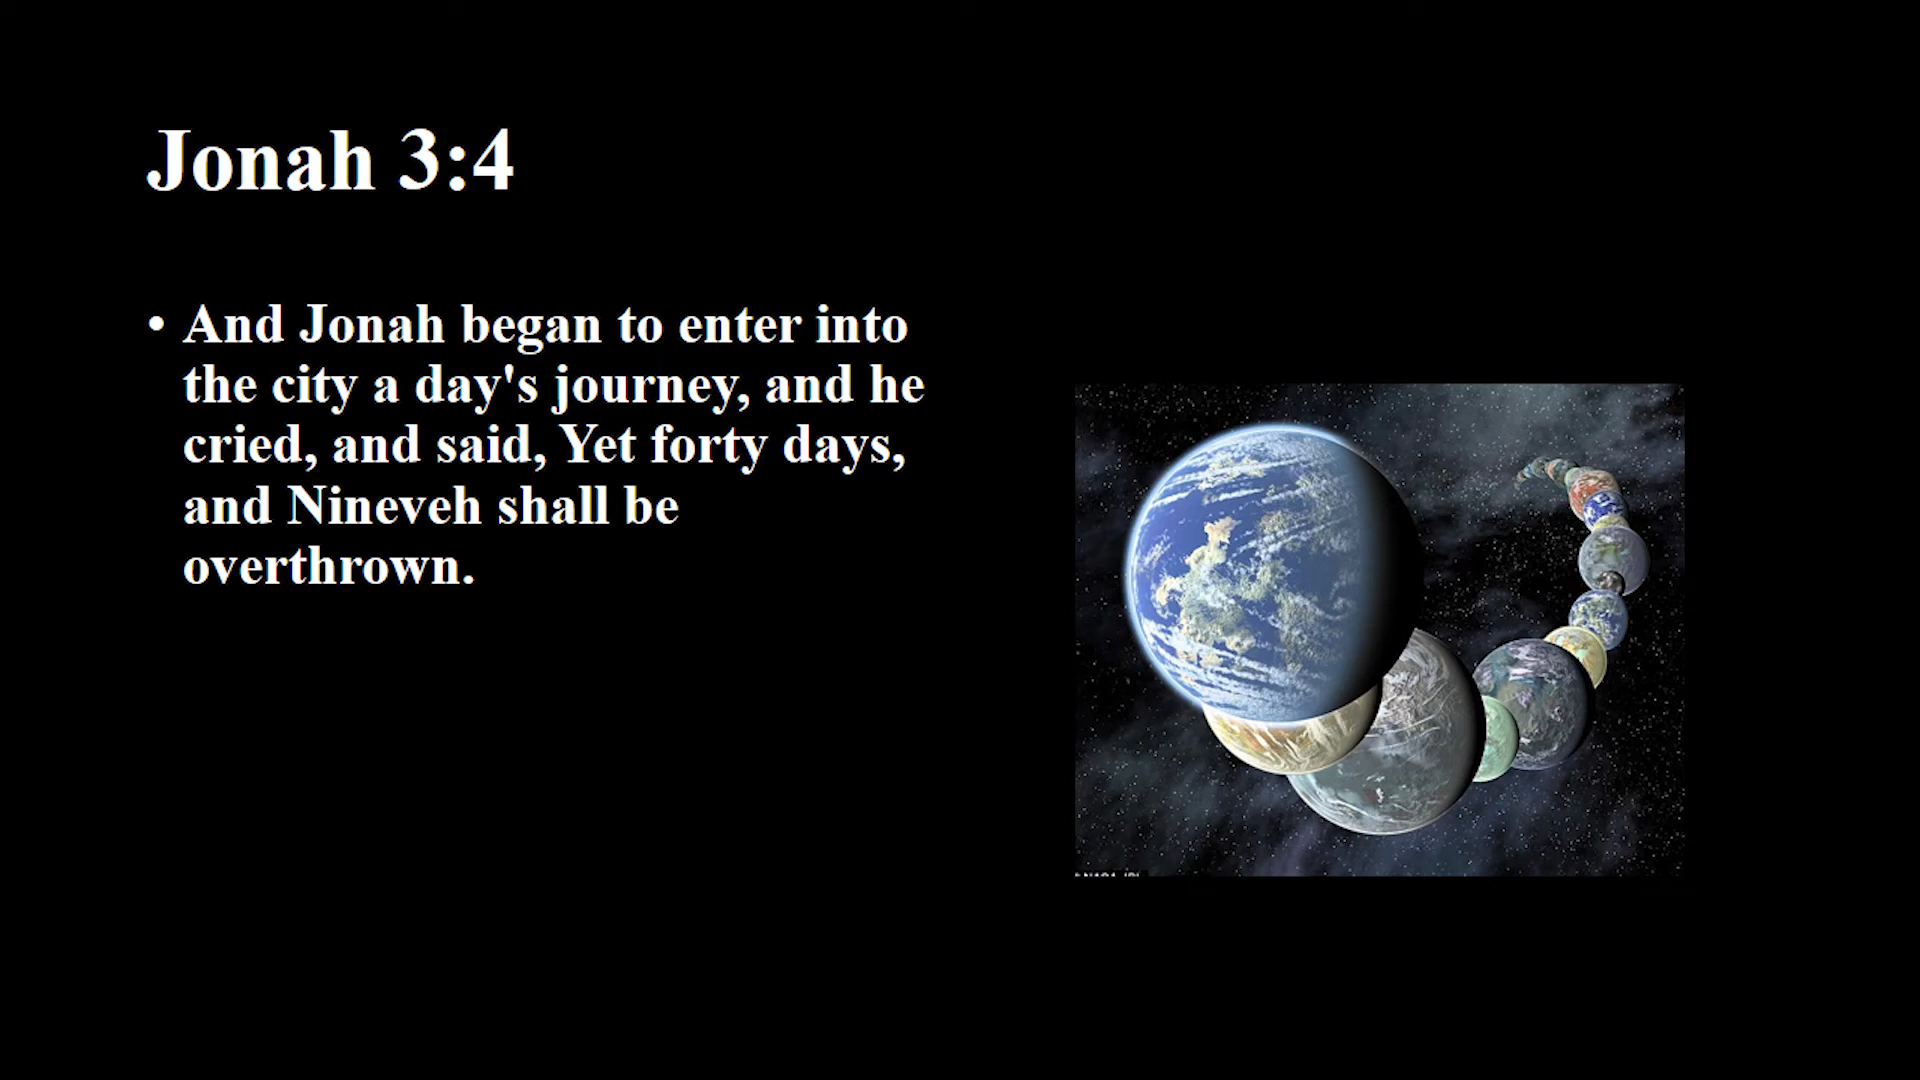 Jonah 3:4
• And Jonah began to enter into
the city a day's journey, and he
cried, and said, Yet forty days,
and Nineveh shall be
overthrown.